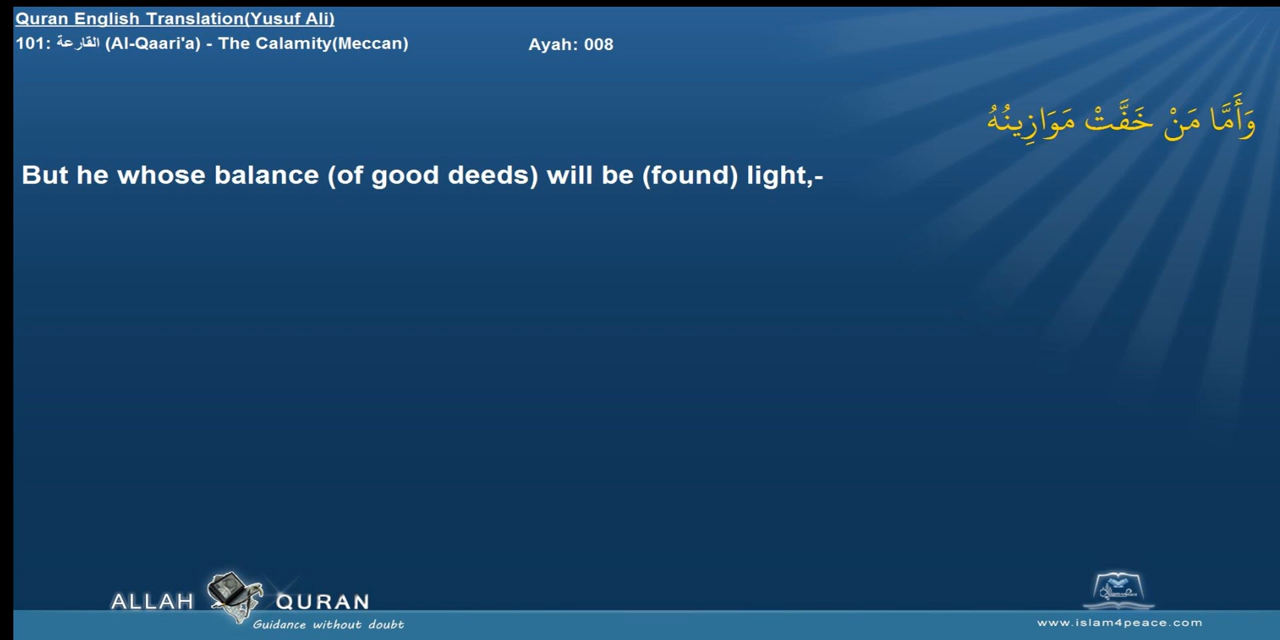 Quran English Translation(Yusuf Ali)
101: القارعة (Al-Qaari'a) - The Calamity(Meccan) Ayah: 008
وَأَمَّا مَنْ خَفَّتْ مَوَازِينُهُ
But he whose balance (of good deeds) will be (found) light,-
ALLAH QURAN
Guidance without doubt
www.islam4peace.com